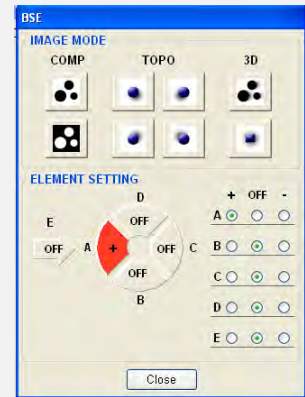 BSE
IMAGE MODE
COMP TOPO 3D
ELEMENT SETTING
D
E OFF
OFF A + OFF C
OFF
B
+ OFF -
A
B
C
D
E
Close